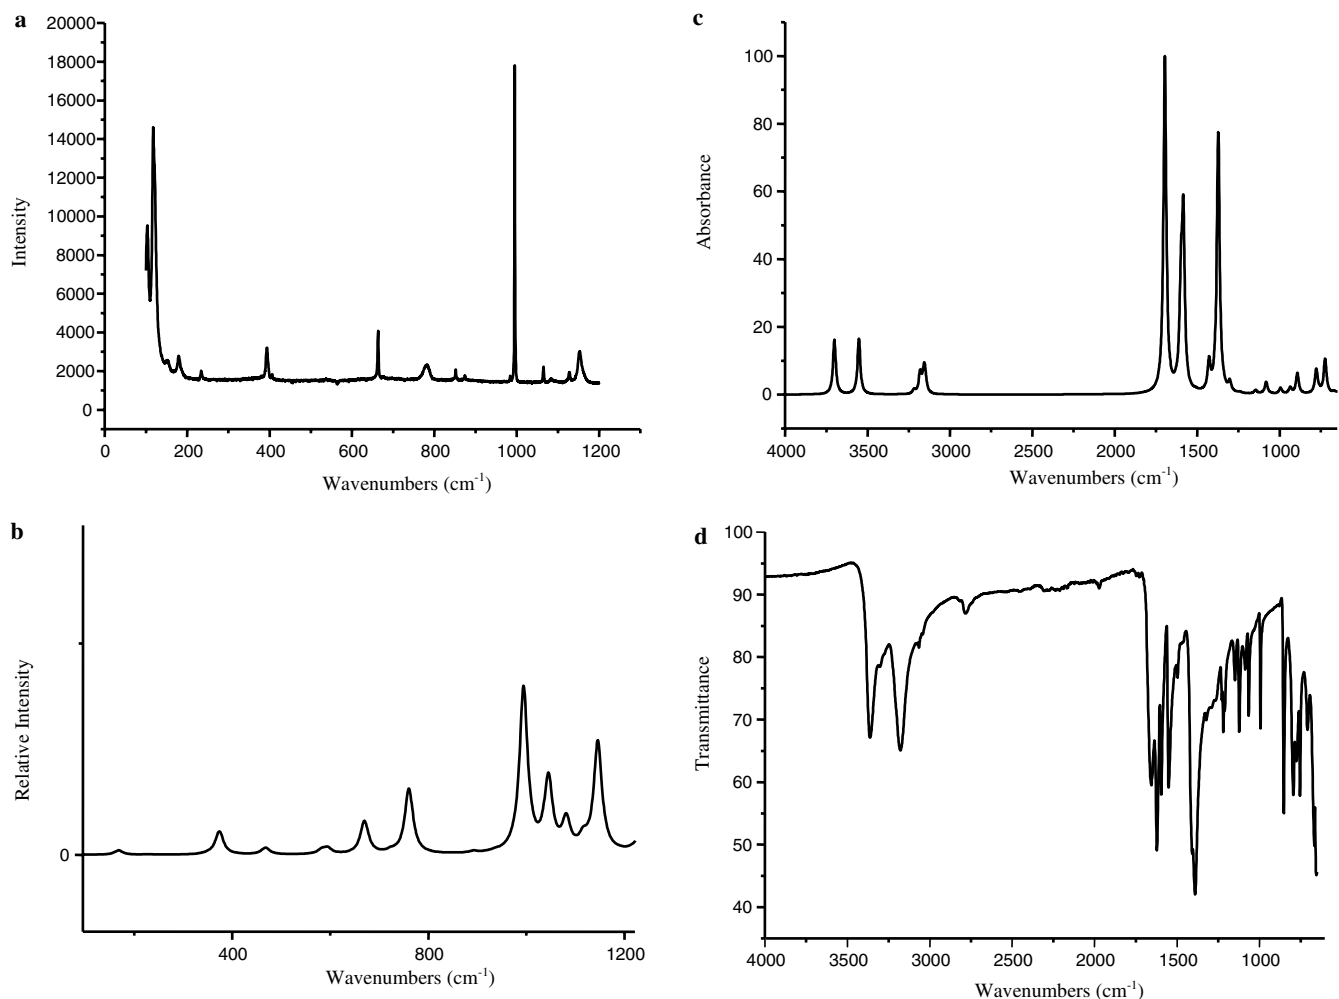 a
20000
18000
16000
14000
12000
10000
8000
6000
4000
2000
0
Intensity
0 200 400 600 800 1000 1200
Wavenumbers (cm-1)
c
100
80
60
40
20
0
Absorbance
4000 3500 3000 2500 2000 1500 1000
Wavenumbers (cm-1)
b
Relative Intensity
0
400 800 1200
Wavenumbers (cm-1)
d
100
90
80
70
60
50
40
Transmittance
4000 3500 3000 2500 2000 1500 1000
Wavenumbers (cm-1)